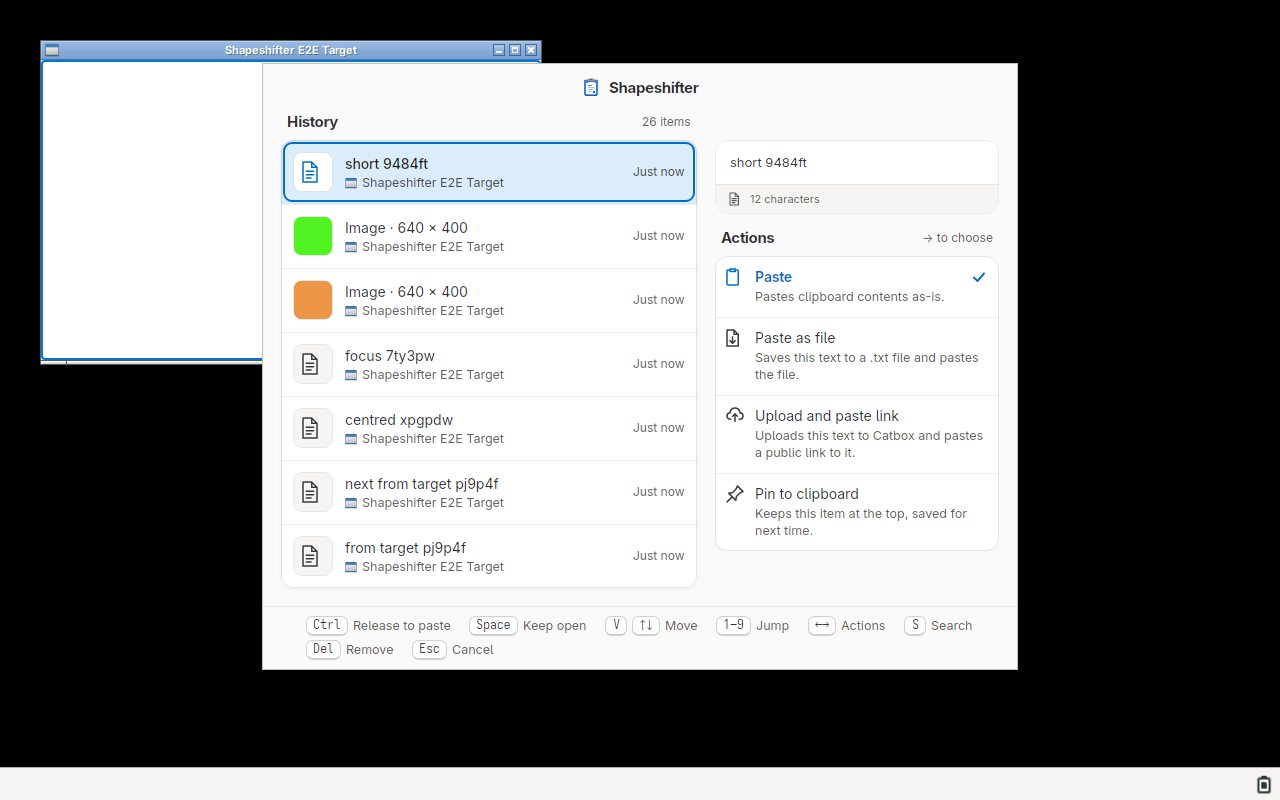 Shapeshifter E2E Target
Shapeshifter
History
26 items
short 9484ft
Shapeshifter E2E Target
Just now
Image · 640 × 400
Shapeshifter E2E Target
Just now
Image · 640 × 400
Shapeshifter E2E Target
Just now
focus 7ty3pw
Shapeshifter E2E Target
Just now
centred xpgpdw
Shapeshifter E2E Target
Just now
next from target pj9p4f
Shapeshifter E2E Target
Just now
from target pj9p4f
Shapeshifter E2E Target
Just now
short 9484ft
12 characters
Actions
→ to choose
Paste
Pastes clipboard contents as-is.
Paste as file
Saves this text to a .txt file and pastes
the file.
Upload and paste link
Uploads this text to Catbox and pastes
a public link to it.
Pin to clipboard
Keeps this item at the top, saved for
next time.
Ctrl Release to paste Space Keep open V ↑↓ Move 1–9 Jump ↔ Actions S Search
Del Remove Esc Cancel